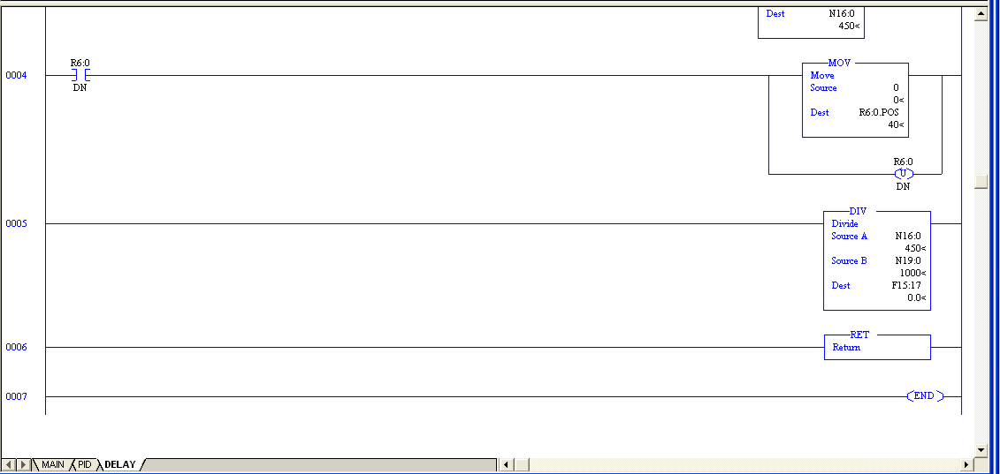 Dest N16:0
450<
R6:0
0004
DN
MOV
Move
Source 0
0<
Dest R6:0.POS
40<
R6:0
U
DN
DIV
0005
Divide
Source A N16:0
450<
Source B N19:0
1000<
Dest F15:17
0.0<
RET
0006
Return
0007 END
MAIN PID DELAY